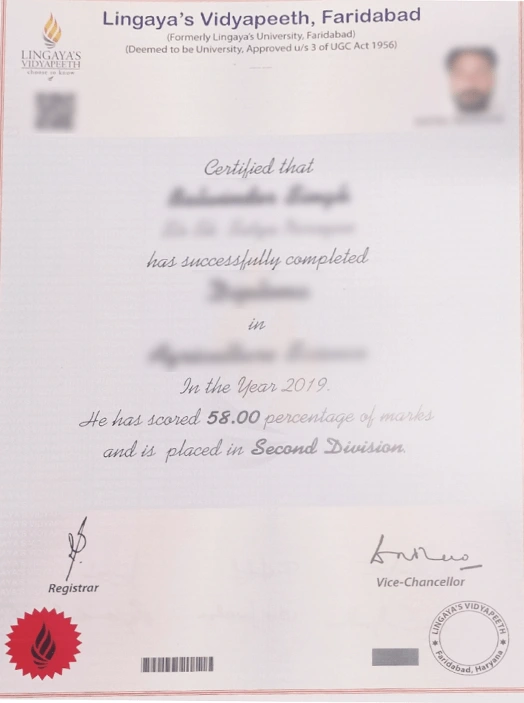 Lingaya's Vidyapeeth, Faridabad
(Formerly Lingaya's University, Faridabad)
(Deemed to be University, Approved u/s 3 of UGC Act 1956)
LINGAYA'S
VIDYAPEETH
Certified that
has successfully completed
in
In the Year 2019.
He has scored 58.00 percentage of marks
and is placed in Second Division.
Registrar
Vice-Chancellor
LINGAYA'S VIDYAPEETH
Faridabad, Haryana